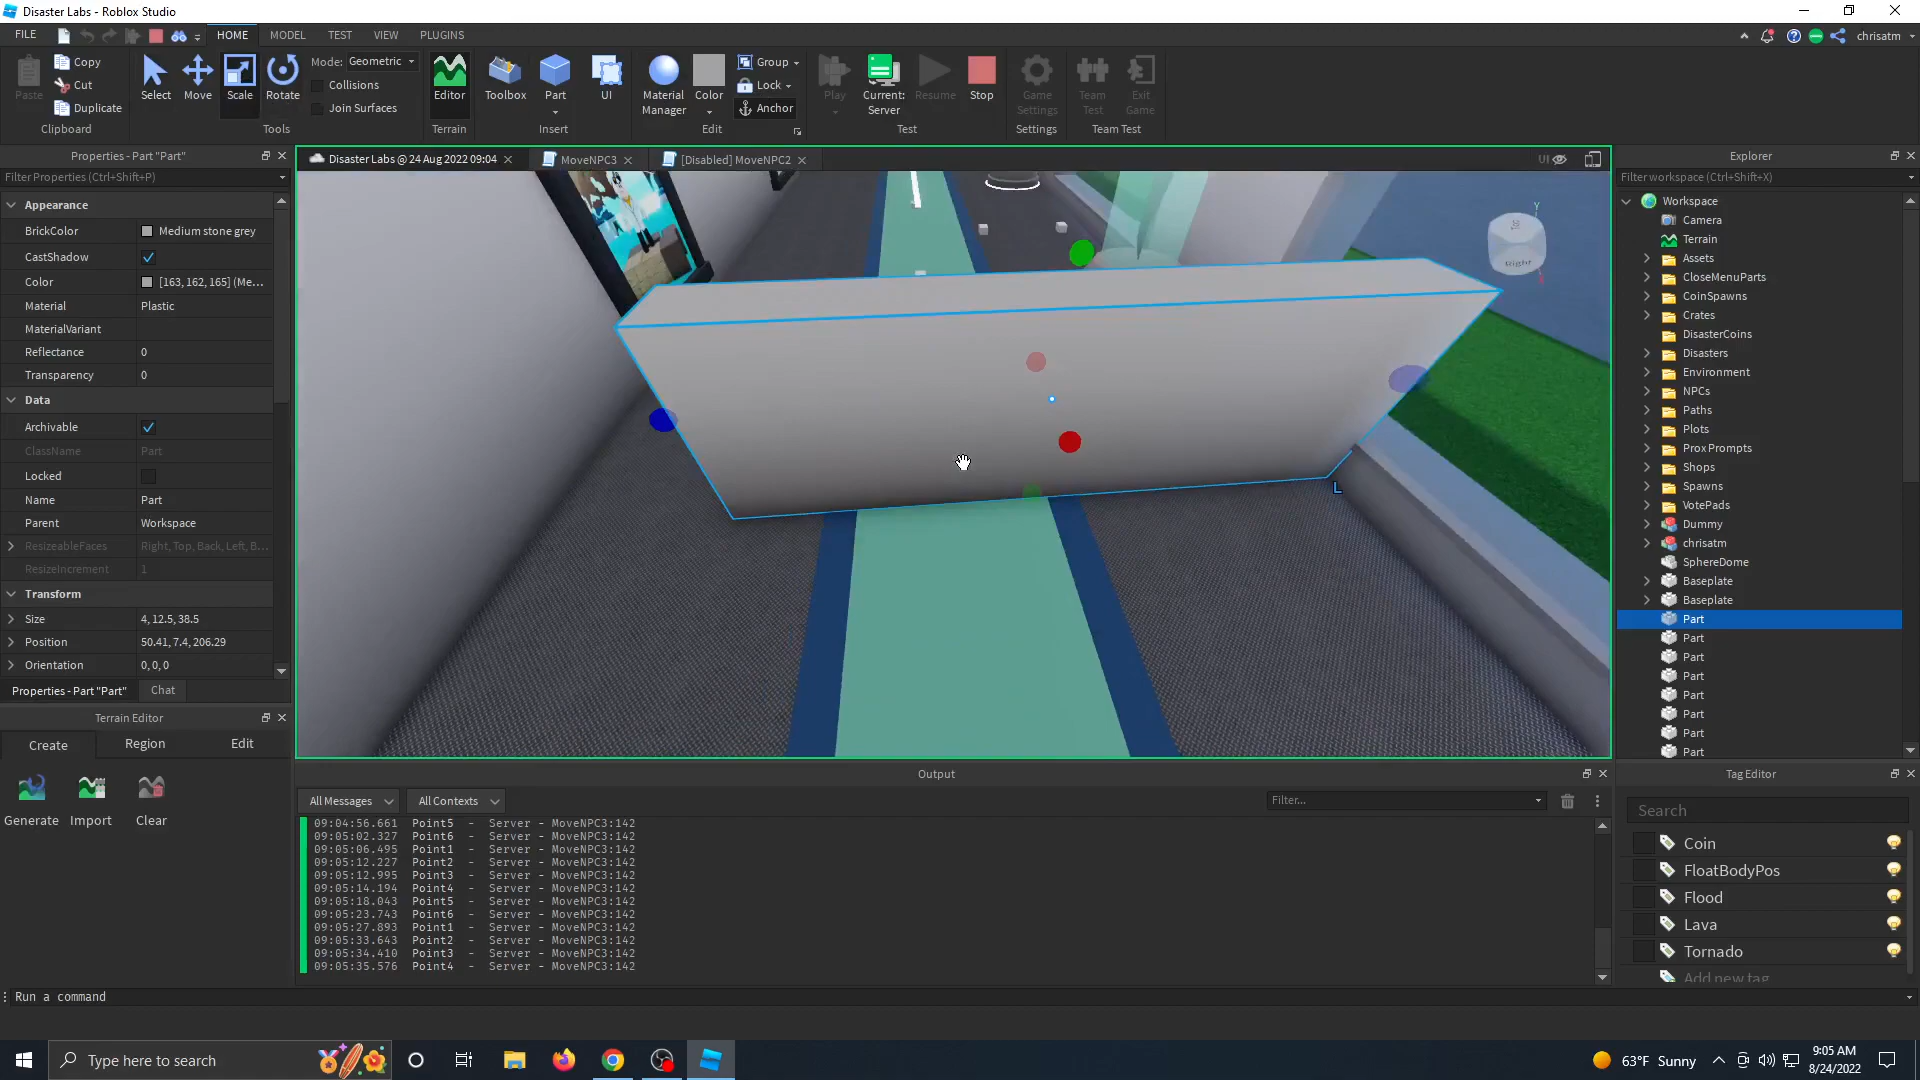 Disaster Labs - Roblox Studio
FILE HOME MODEL TEST VIEW PLUGINS chrisatm
Paste Copy Cut Duplicate Clipboard
Select Move Scale Rotate Mode: Geometric Collisions Join Surfaces Tools
Editor Terrain
Toolbox Part UI Insert
Material Manager Color Group Lock Anchor Edit
Play Current: Server Resume Stop Test
Game Settings Settings
Team Test Exit Game Team Test
Properties - Part "Part"
Filter Properties (Ctrl+Shift+P)
Appearance
BrickColor Medium stone grey
CastShadow
Color [163, 162, 165] (Me...
Material Plastic
MaterialVariant
Reflectance 0
Transparency 0
Data
Archivable
ClassName Part
Locked
Name Part
Parent Workspace
ResizeableFaces Right, Top, Back, Left, B...
ResizeIncrement 1
Transform
Size 4, 12.5, 38.5
Position 50.41, 7.4, 206.29
Orientation 0, 0, 0
Properties - Part "Part" Chat
Terrain Editor
Create Region Edit
Generate Import Clear
Disaster Labs @ 24 Aug 2022 09:04 MoveNPC3 [Disabled] MoveNPC2 UI
Y
Right
L
Output
All Messages All Contexts Filter...
09:04:56.661 Point5 - Server - MoveNPC3:142
09:05:02.327 Point6 - Server - MoveNPC3:142
09:05:06.495 Point1 - Server - MoveNPC3:142
09:05:12.227 Point2 - Server - MoveNPC3:142
09:05:12.995 Point3 - Server - MoveNPC3:142
09:05:14.194 Point4 - Server - MoveNPC3:142
09:05:18.043 Point5 - Server - MoveNPC3:142
09:05:23.743 Point6 - Server - MoveNPC3:142
09:05:27.893 Point1 - Server - MoveNPC3:142
09:05:33.643 Point2 - Server - MoveNPC3:142
09:05:34.410 Point3 - Server - MoveNPC3:142
09:05:35.576 Point4 - Server - MoveNPC3:142
Explorer
Filter workspace (Ctrl+Shift+X)
Workspace
Camera
Terrain
Assets
CloseMenuParts
CoinSpawns
Crates
DisasterCoins
Disasters
Environment
NPCs
Paths
Plots
Prox Prompts
Shops
Spawns
VotePads
Dummy
chrisatm
SphereDome
Baseplate
Baseplate
Part
Part
Part
Part
Part
Part
Part
Part
Tag Editor
Search
Coin
FloatBodyPos
Flood
Lava
Tornado
Add new tag
Run a command
Type here to search
63°F Sunny
9:05 AM
8/24/2022